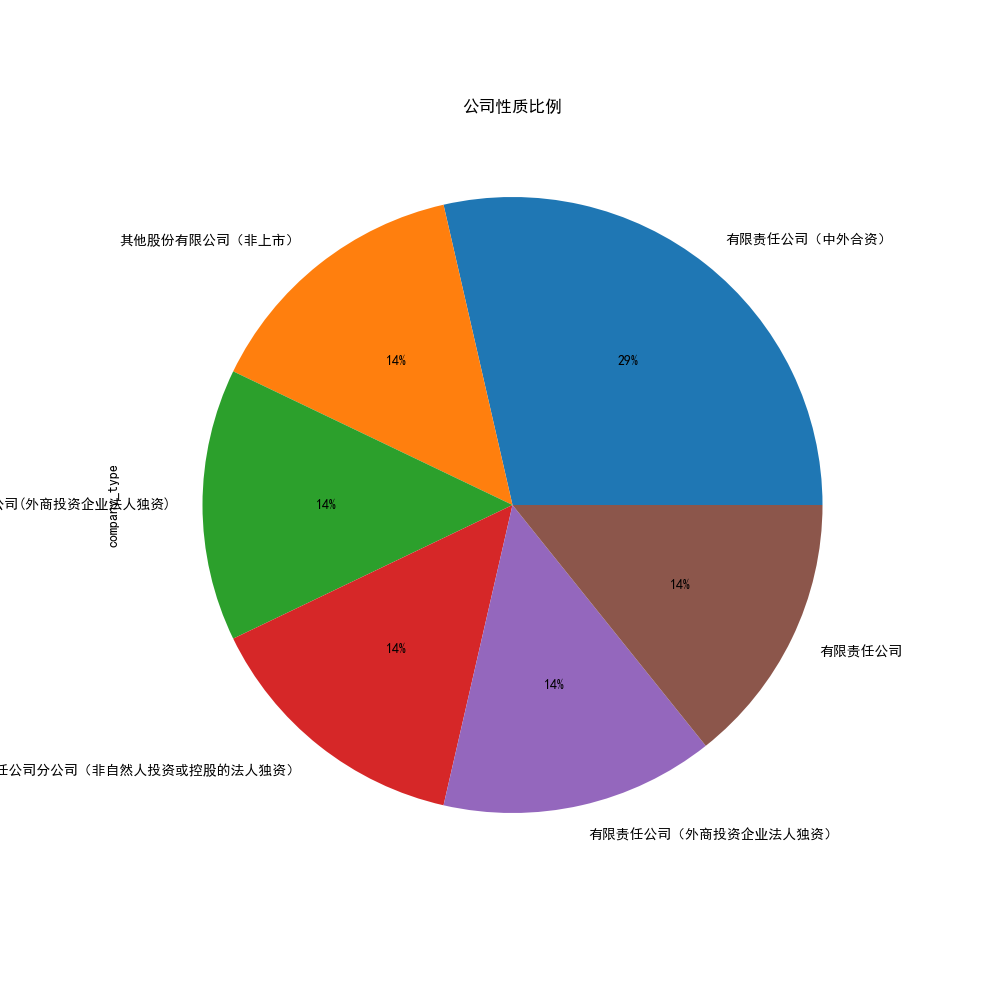 公司性质比例
其他股份有限公司（非上市）
有限责任公司（中外合资）
14%
29%
公司(外商投资企业法人独资)
company_type
14%
14%
14%
14%
有限责任公司
任公司分公司（非自然人投资或控股的法人独资）
有限责任公司（外商投资企业法人独资）